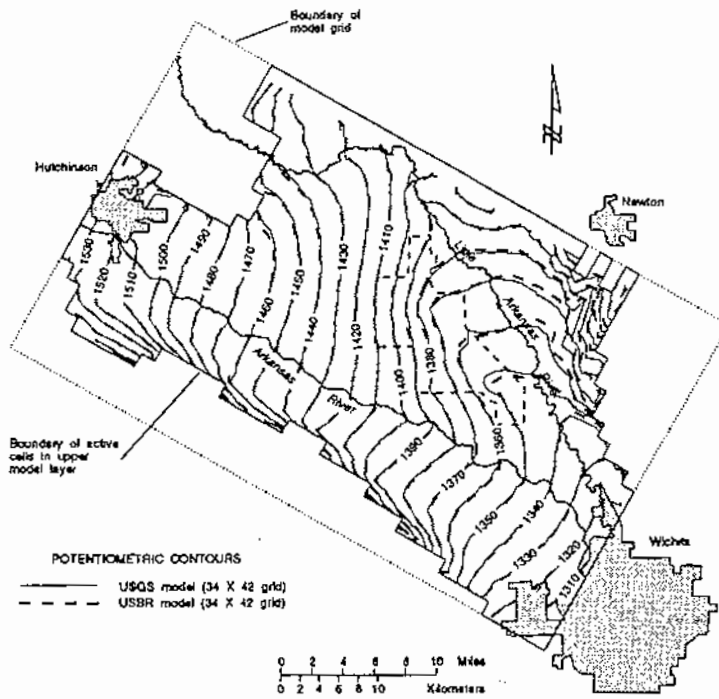 Boundary of
model grid
N
Hutchinson
Newton
1530
1520
1510
1500
1490
1480
1470
1460
1450
1440
1430
1420
1410
1400
1390
1380
1370
1360
1350
1340
1330
1320
1310
Little
Arkansas
River
Arkansas
River
Boundary of active
cells in upper
model layer
Wichita
POTENTIOMETRIC CONTOURS
USGS model (34 X 42 grid)
USBR model (34 X 42 grid)
0 2 4 6 8 10 Miles
0 2 4 6 8 10 Kilometers